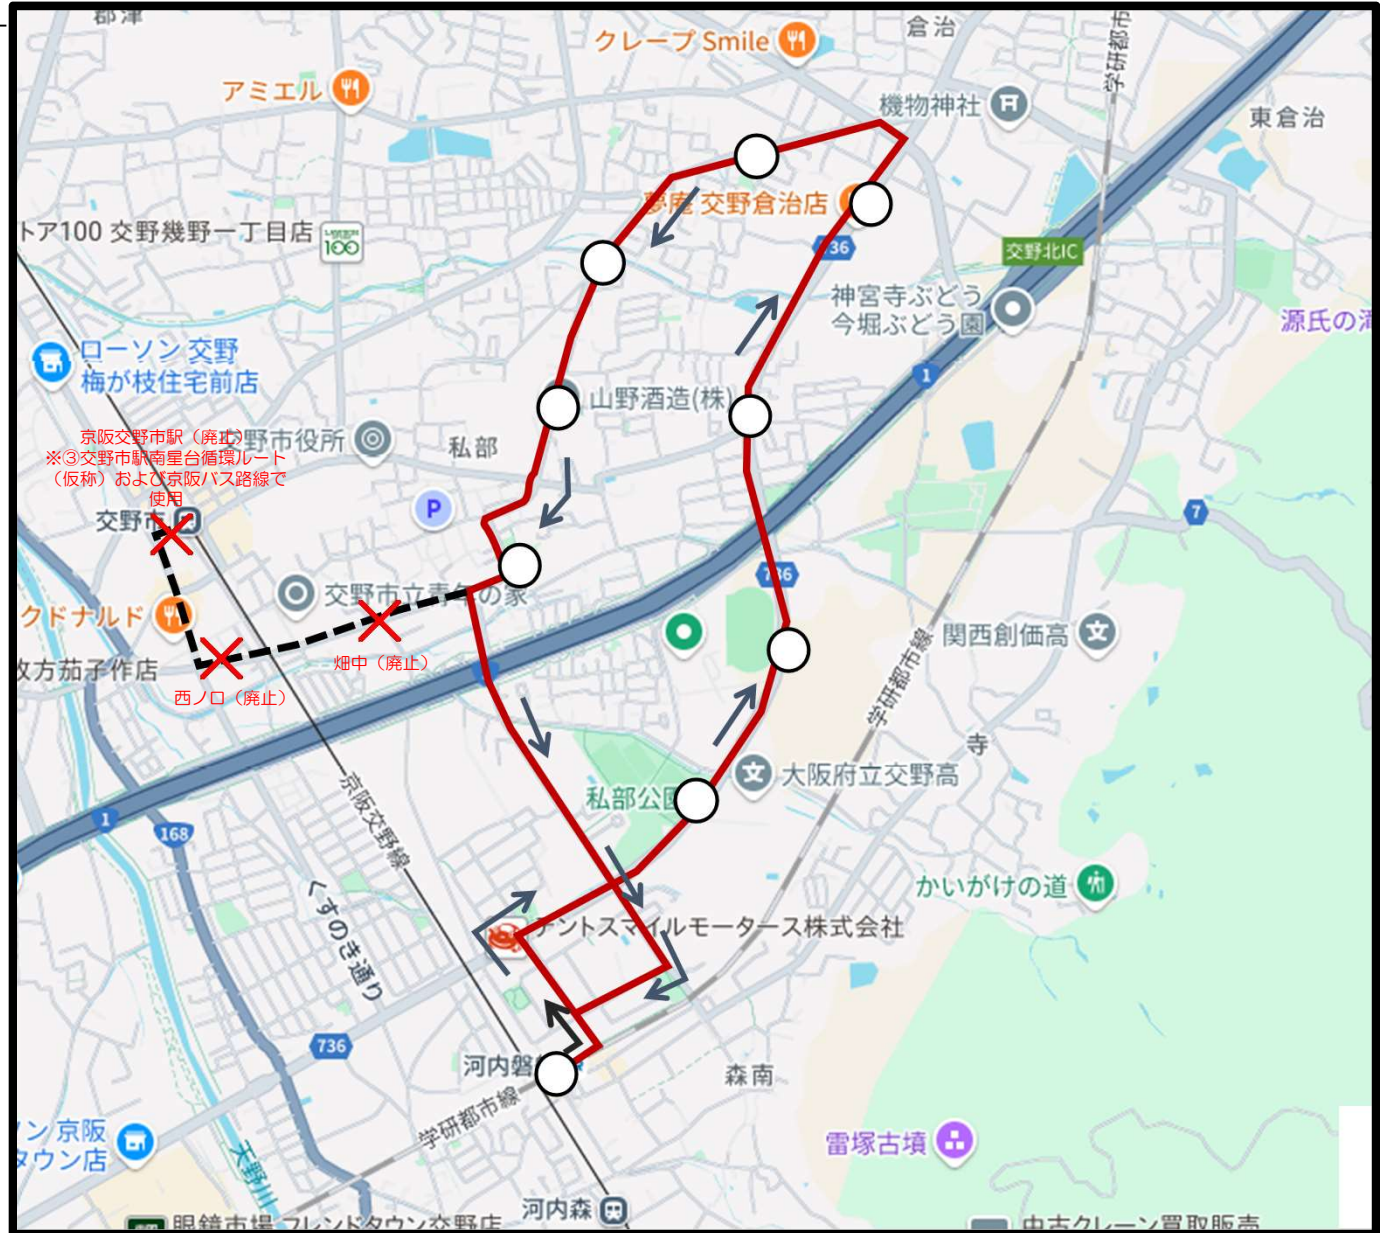 郡津
クレープ Smile
倉治
学研都市
アミエル
機物神社
東倉治
夢庵 交野倉治店
トア100 交野幾野一丁目店
100
736
交野北IC
神宮寺ぶどう
今堀ぶどう園
源氏の滝
ローソン 交野
梅が枝住宅前店
1
山野酒造(株)
京阪交野市駅（廃止）
※③交野市駅南星台循環ルート
（仮称）および京阪バス路線で
使用
交野市役所
私部
P
交野市
7
クドナルド
交野市立青年の家
736
関西創価高
枚方茄子作店
畑中（廃止）
西ノ口（廃止）
学研都市線
寺
大阪府立交野高
私部公園
京阪交野線
1
168
かいがけの道
くすのき通り
テントスマイルモータース株式会社
736
河内磐
森南
学研都市線
ン 京阪
タウン店
天野川
雷塚古墳
河内森
眼鏡市場 フレンドタウン交野店
中古クレーン買取販売